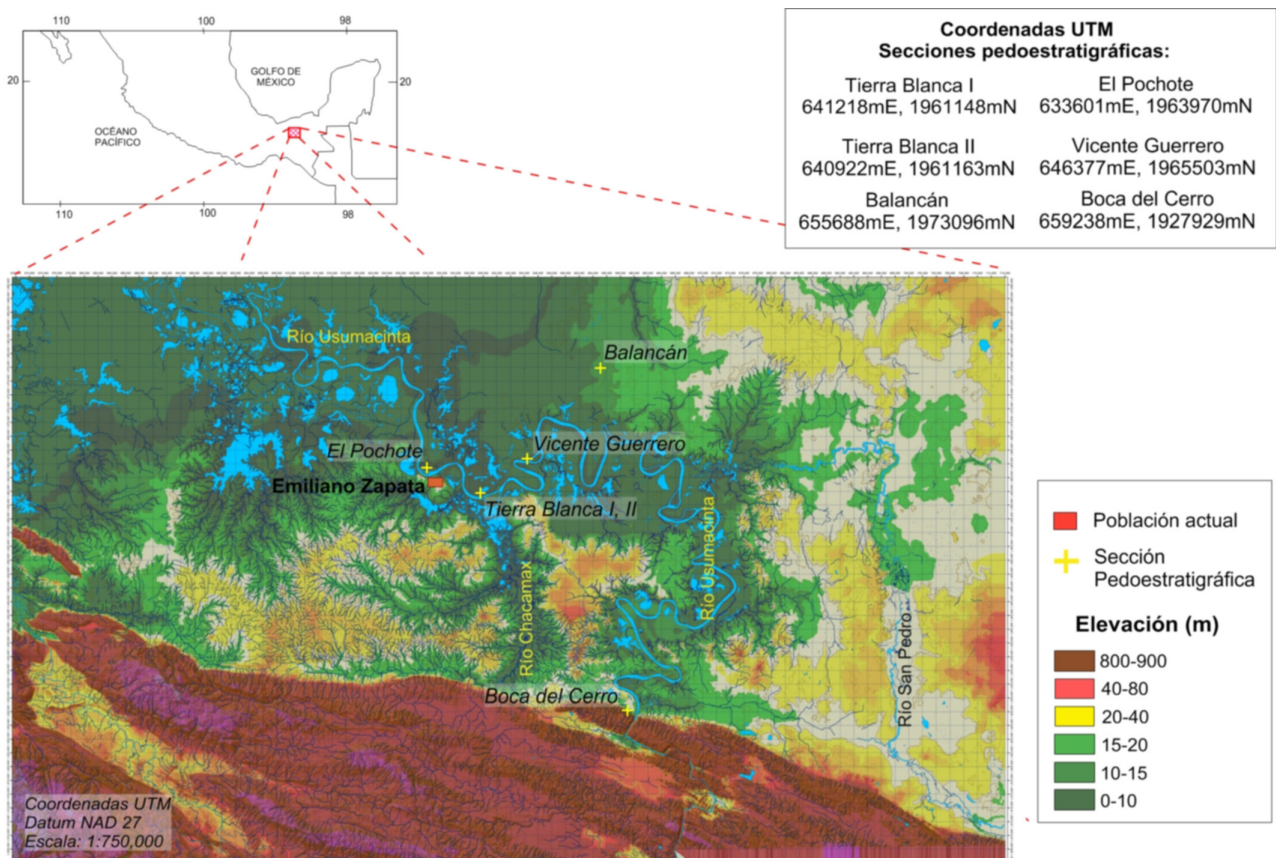 110
100
98
20
GOLFO DE
MÉXICO
20
OCÉANO
PACÍFICO
110
100
98
Coordenadas UTM
Secciones pedoestratigráficas:
Tierra Blanca I
641218mE, 1961148mN
El Pochote
633601mE, 1963970mN
Tierra Blanca II
640922mE, 1961163mN
Vicente Guerrero
646377mE, 1965503mN
Balancán
655688mE, 1973096mN
Boca del Cerro
659238mE, 1927929mN
Río Usumacinta
Balancán
El Pochote
Vicente Guerrero
Emiliano Zapata
Tierra Blanca I, II
Río Usumacinta
Río Chacamax
Río San Pedro
Boca del Cerro
Coordenadas UTM
Datum NAD 27
Escala: 1:750,000
Población actual
Sección
Pedoestratigráfica
Elevación (m)
800-900
40-80
20-40
15-20
10-15
0-10